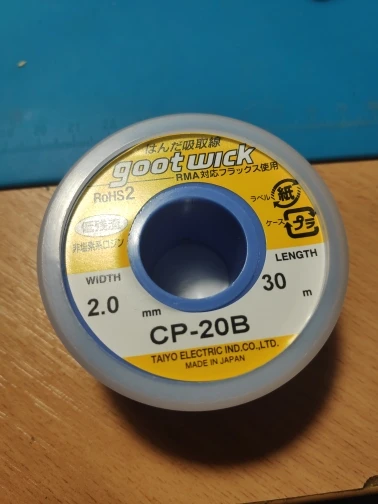 はんだ吸取線
goot wick
RMA対応フラックス使用
RoHS2
低残渣
非塩素系ロジン
ラベル
紙
ケース
プラ
WIDTH
2.0 mm
LENGTH
30 m
CP-20B
TAIYO ELECTRIC IND.CO.,LTD.
MADE IN JAPAN